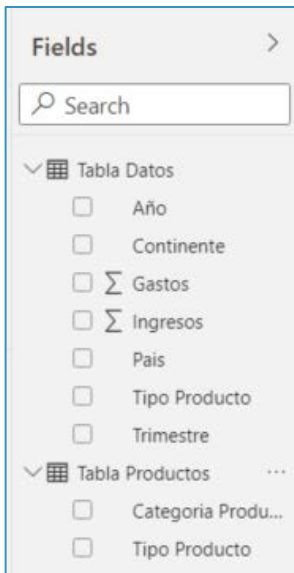 Fields
Search
Tabla Datos
Año
Continente
Σ Gastos
Σ Ingresos
Pais
Tipo Producto
Trimestre
Tabla Productos ...
Categoria Produ...
Tipo Producto